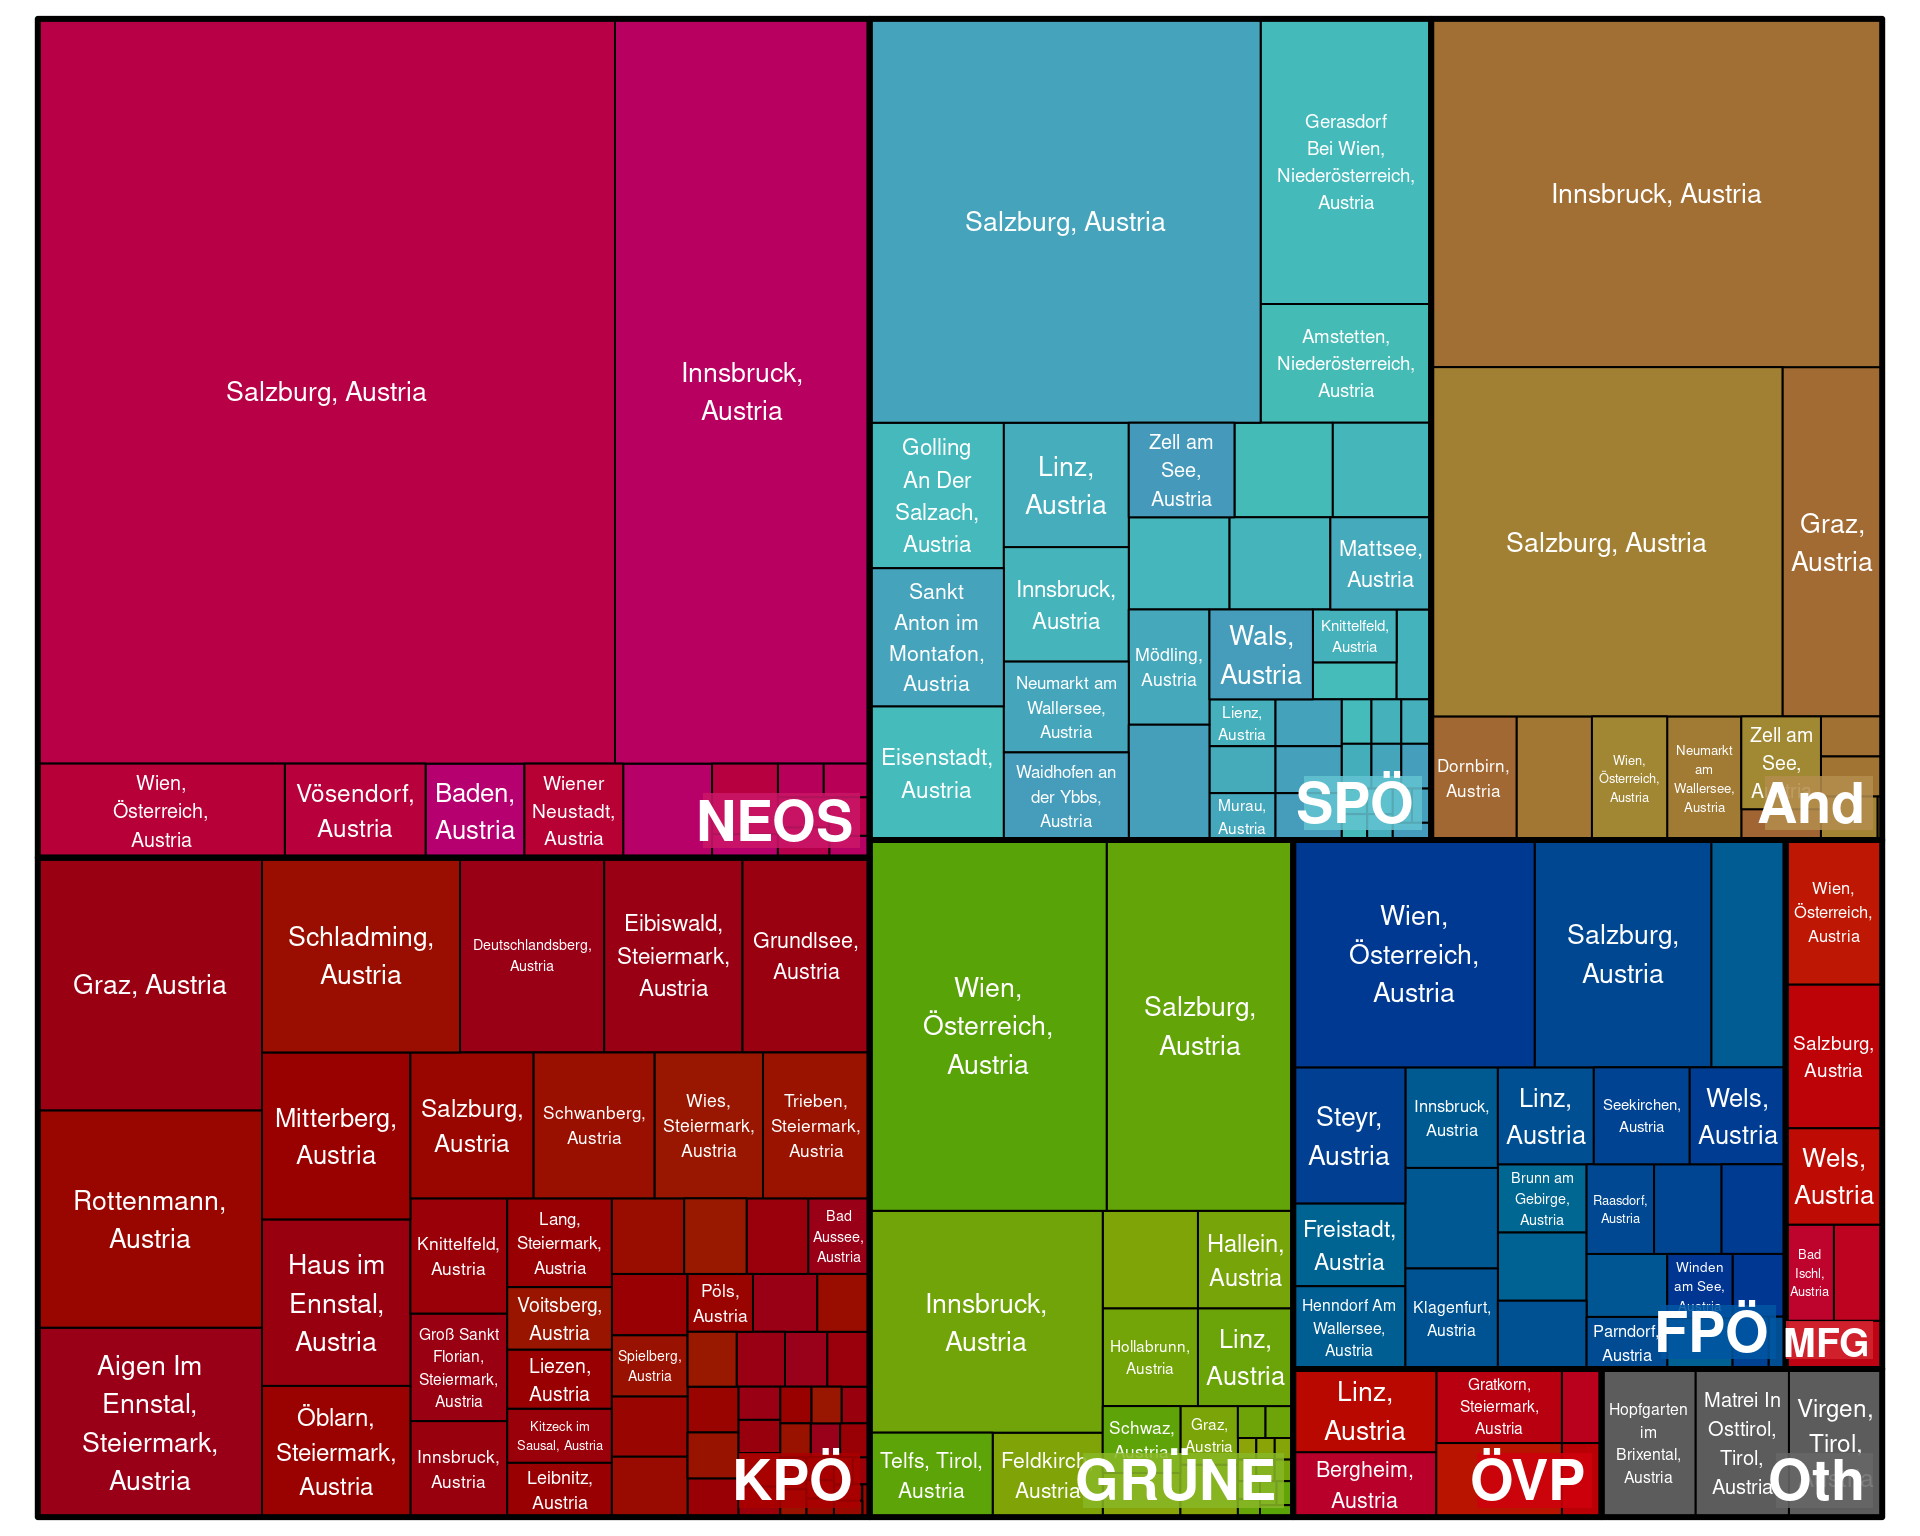 Salzburg, Austria
Innsbruck,
Austria
Wien,
Österreich,
Austria
Vösendorf,
Austria
Baden,
Austria
Wiener
Neustadt,
Austria
NEOS
Salzburg, Austria
Gerasdorf
Bei Wien,
Niederösterreich,
Austria
Amstetten,
Niederösterreich,
Austria
Golling
An Der
Salzach,
Austria
Linz,
Austria
Zell am
See,
Austria
Mattsee,
Austria
Sankt
Anton im
Montafon,
Austria
Innsbruck,
Austria
Mödling,
Austria
Wals,
Austria
Knittelfeld,
Austria
Neumarkt am
Wallersee,
Austria
Lienz,
Austria
Eisenstadt,
Austria
Waidhofen an
der Ybbs,
Austria
Murau,
Austria
SPÖ
Innsbruck, Austria
Salzburg, Austria
Graz,
Austria
Dornbirn,
Austria
Wien,
Österreich,
Austria
Neumarkt
am
Wallersee,
Austria
Zell am
See,
Austria
And
Graz, Austria
Schladming,
Austria
Deutschlandsberg,
Austria
Eibiswald,
Steiermark,
Austria
Grundlsee,
Austria
Rottenmann,
Austria
Mitterberg,
Austria
Salzburg,
Austria
Schwanberg,
Austria
Wies,
Steiermark,
Austria
Trieben,
Steiermark,
Austria
Aigen Im
Ennstal,
Steiermark,
Austria
Haus im
Ennstal,
Austria
Öblarn,
Steiermark,
Austria
Knittelfeld,
Austria
Lang,
Steiermark,
Austria
Bad
Aussee,
Austria
Voitsberg,
Austria
Pöls,
Austria
Groß Sankt
Florian,
Steiermark,
Austria
Liezen,
Austria
Spielberg,
Austria
Kitzeck im
Sausal, Austria
Innsbruck,
Austria
Leibnitz,
Austria
KPÖ
Wien,
Österreich,
Austria
Salzburg,
Austria
Innsbruck,
Austria
Hallein,
Austria
Hollabrunn,
Austria
Linz,
Austria
Schwaz,
Austria
Graz,
Austria
Telfs, Tirol,
Austria
Feldkirch,
Austria
GRÜNE
Wien,
Österreich,
Austria
Salzburg,
Austria
Steyr,
Austria
Innsbruck,
Austria
Linz,
Austria
Seekirchen,
Austria
Wels,
Austria
Brunn am
Gebirge,
Austria
Raasdorf,
Austria
Freistadt,
Austria
Henndorf Am
Wallersee,
Austria
Klagenfurt,
Austria
Winden
am See,
Austria
Parndorf,
Austria
FPÖ
Wien,
Österreich,
Austria
Salzburg,
Austria
Wels,
Austria
Bad
Ischl,
Austria
MFG
Linz,
Austria
Gratkorn,
Steiermark,
Austria
Bergheim,
Austria
ÖVP
Hopfgarten
im
Brixental,
Austria
Matrei In
Osttirol,
Tirol,
Austria
Virgen,
Tirol,
Austria
Oth